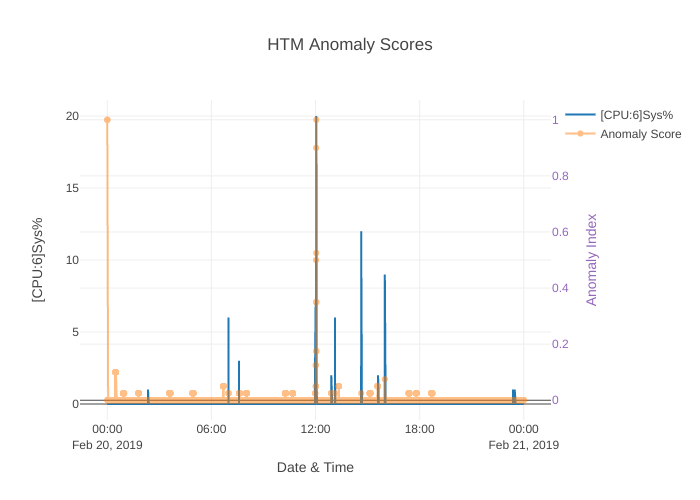 HTM Anomaly Scores
[CPU:6]Sys%
Anomaly Score
20
15
10
5
0
[CPU:6]Sys%
1
0.8
0.6
0.4
0.2
0
Anomaly Index
00:00
Feb 20, 2019
06:00
12:00
18:00
00:00
Feb 21, 2019
Date & Time